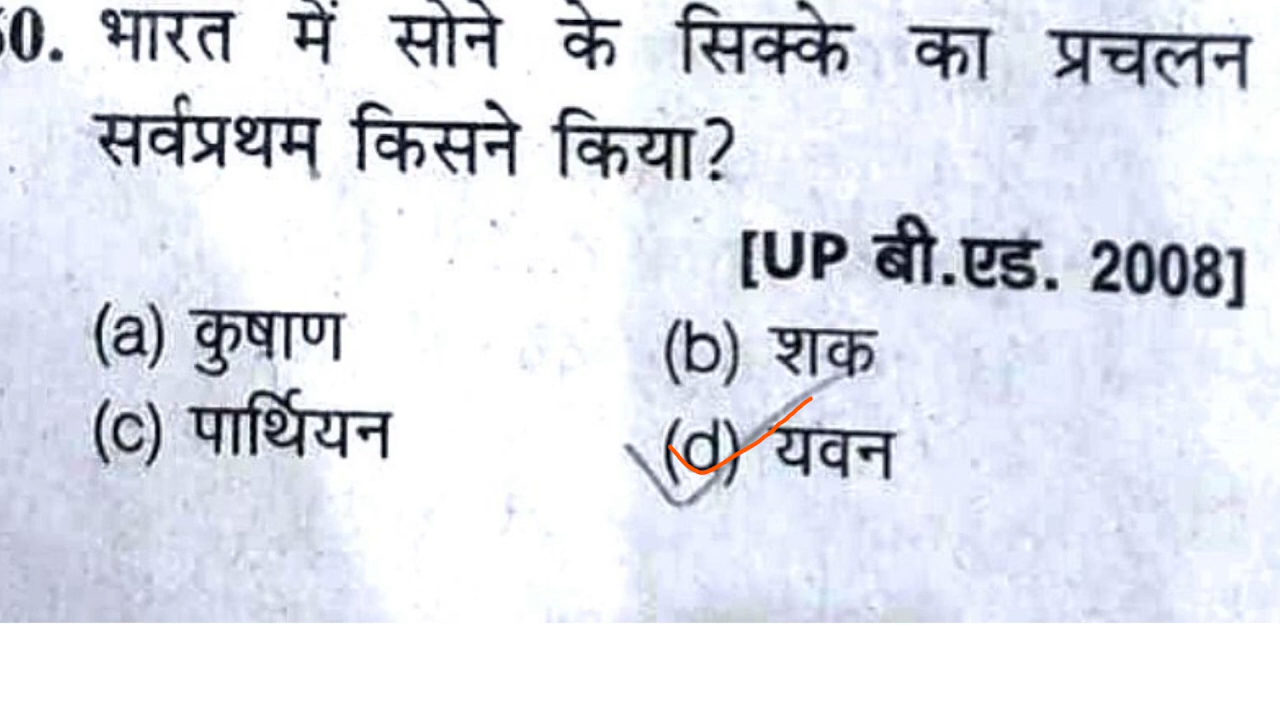 60. भारत में सोने के सिक्के का प्रचलन
सर्वप्रथम किसने किया?
[UP बी.एड. 2008]
(a) कुषाण (b) शक
(c) पार्थियन (d) यवन